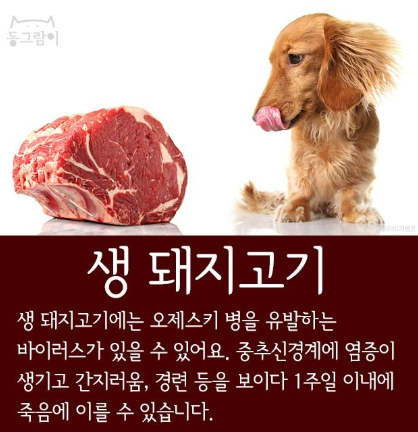 동그람이
생 돼지고기
생 돼지고기에는 오제스키 병을 유발하는
바이러스가 있을 수 있어요. 중추신경계에 염증이
생기고 간지러움, 경련 등을 보이다 1주일 이내에
죽음에 이를 수 있습니다.